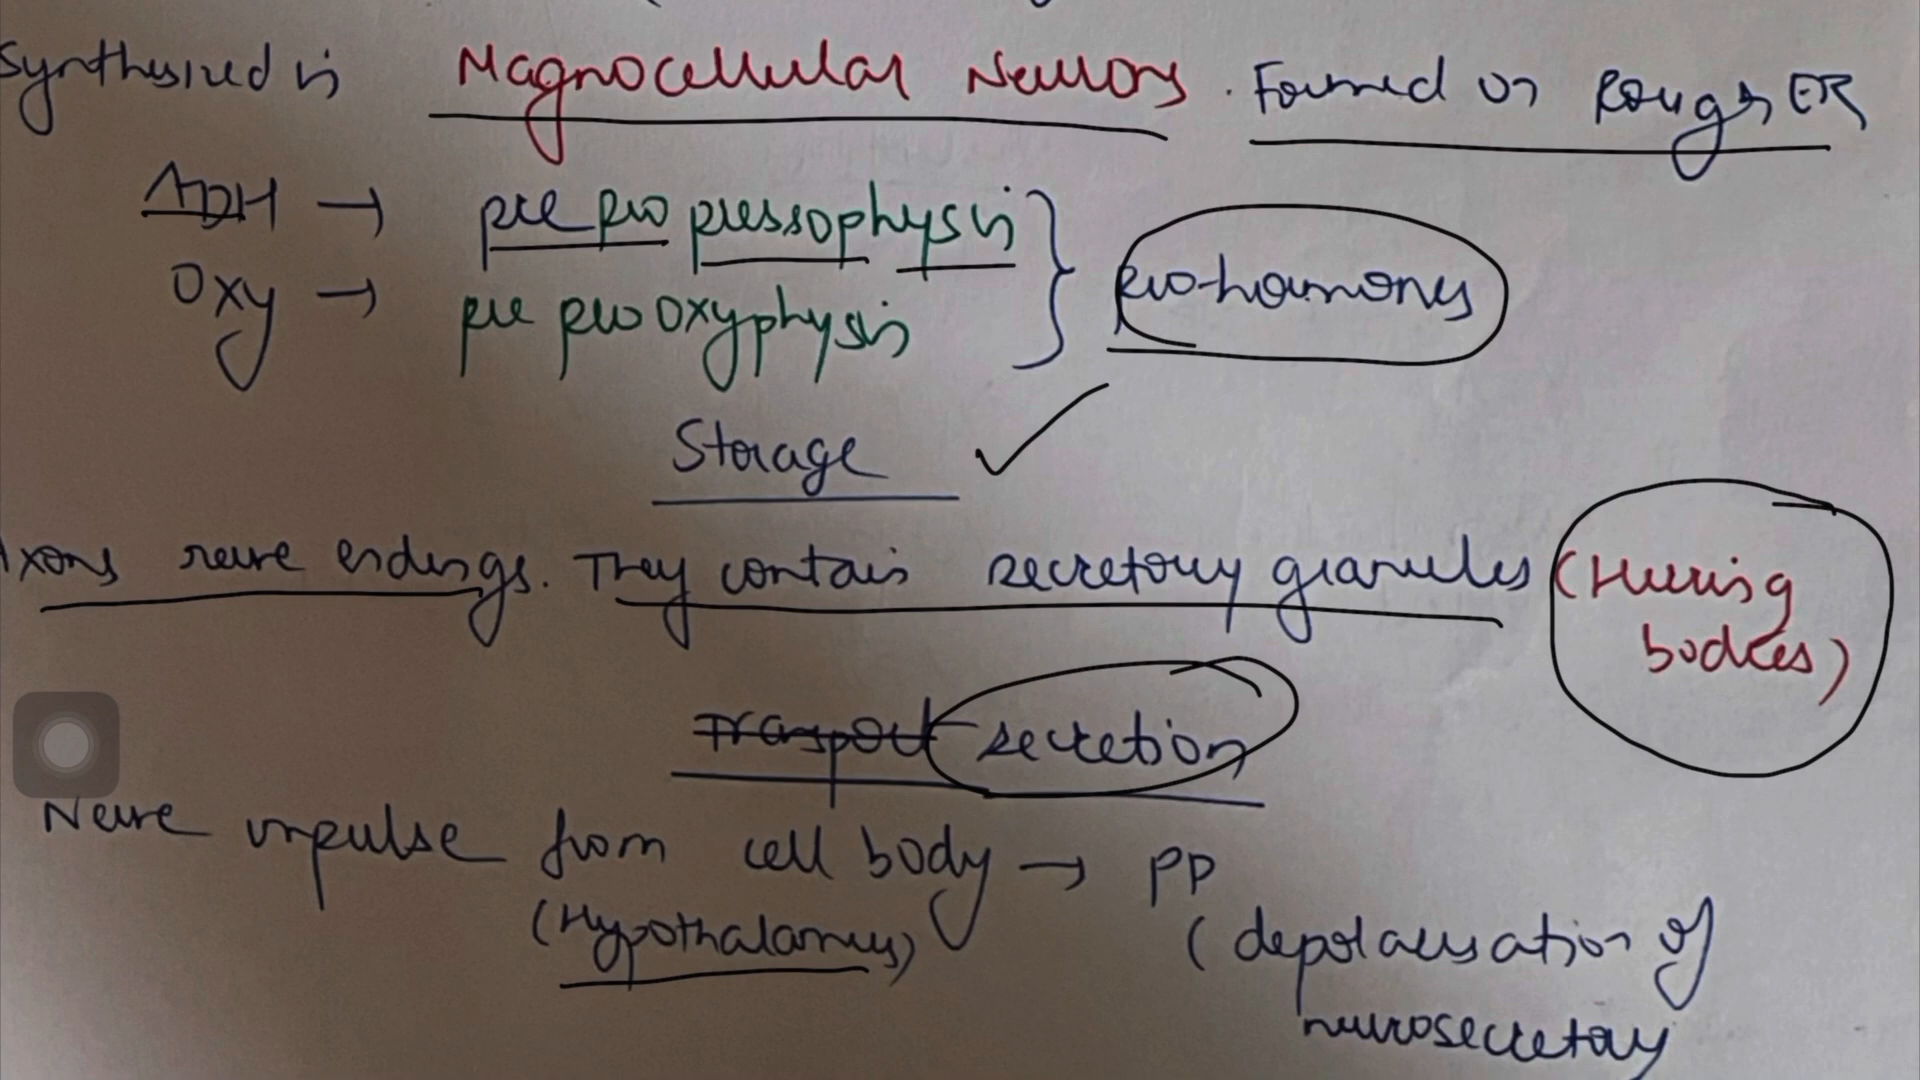 Synthesized in Magnocellular Neurons. Formed on Rough ER
ADH → pre pro pressophysin
Oxy → pre pro oxyphysin
pro-hormones
Storage ✓
Axons nerve endings. They contain secretory granules (Herring
bodies)
Transport secretion
Nerve impulse from cell body → PP
(Hypothalamus)
(depolarisation of
neurosecretory